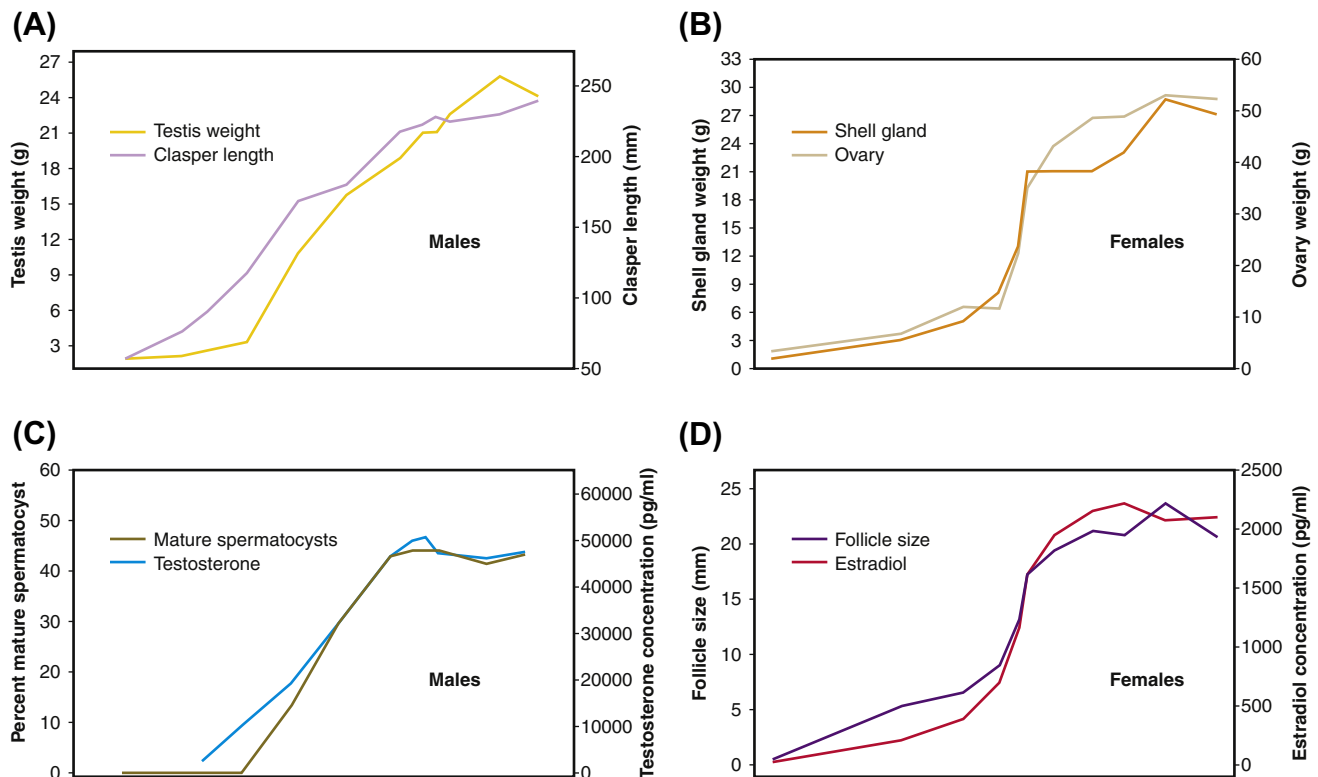 (A)
27
24
21
18
15
12
9
6
3
Testis weight (g)
Testis weight
Clasper length
Males
250
200
150
100
50
Clasper length (mm)
(B)
33
30
27
24
21
18
15
12
9
6
3
0
Shell gland weight (g)
Shell gland
Ovary
Females
60
50
40
30
20
10
0
Ovary weight (g)
(C)
60
50
40
30
20
10
0
Percent mature spermatocyst
Mature spermatocysts
Testosterone
Males
60000
50000
40000
30000
20000
10000
0
Testosterone concentration (pg/ml)
(D)
25
20
15
10
5
0
Follicle size (mm)
Follicle size
Estradiol
Females
2500
2000
1500
1000
500
0
Estradiol concentration (pg/ml)